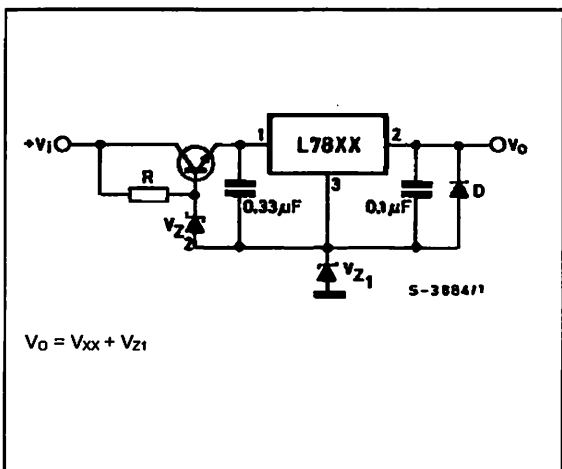 +Vi
R
VZ2
1
L78XX
2
3
0.33µF
0.1µF
D
Vo
VZ1
S-3884/1
VO = VXX + VZ1